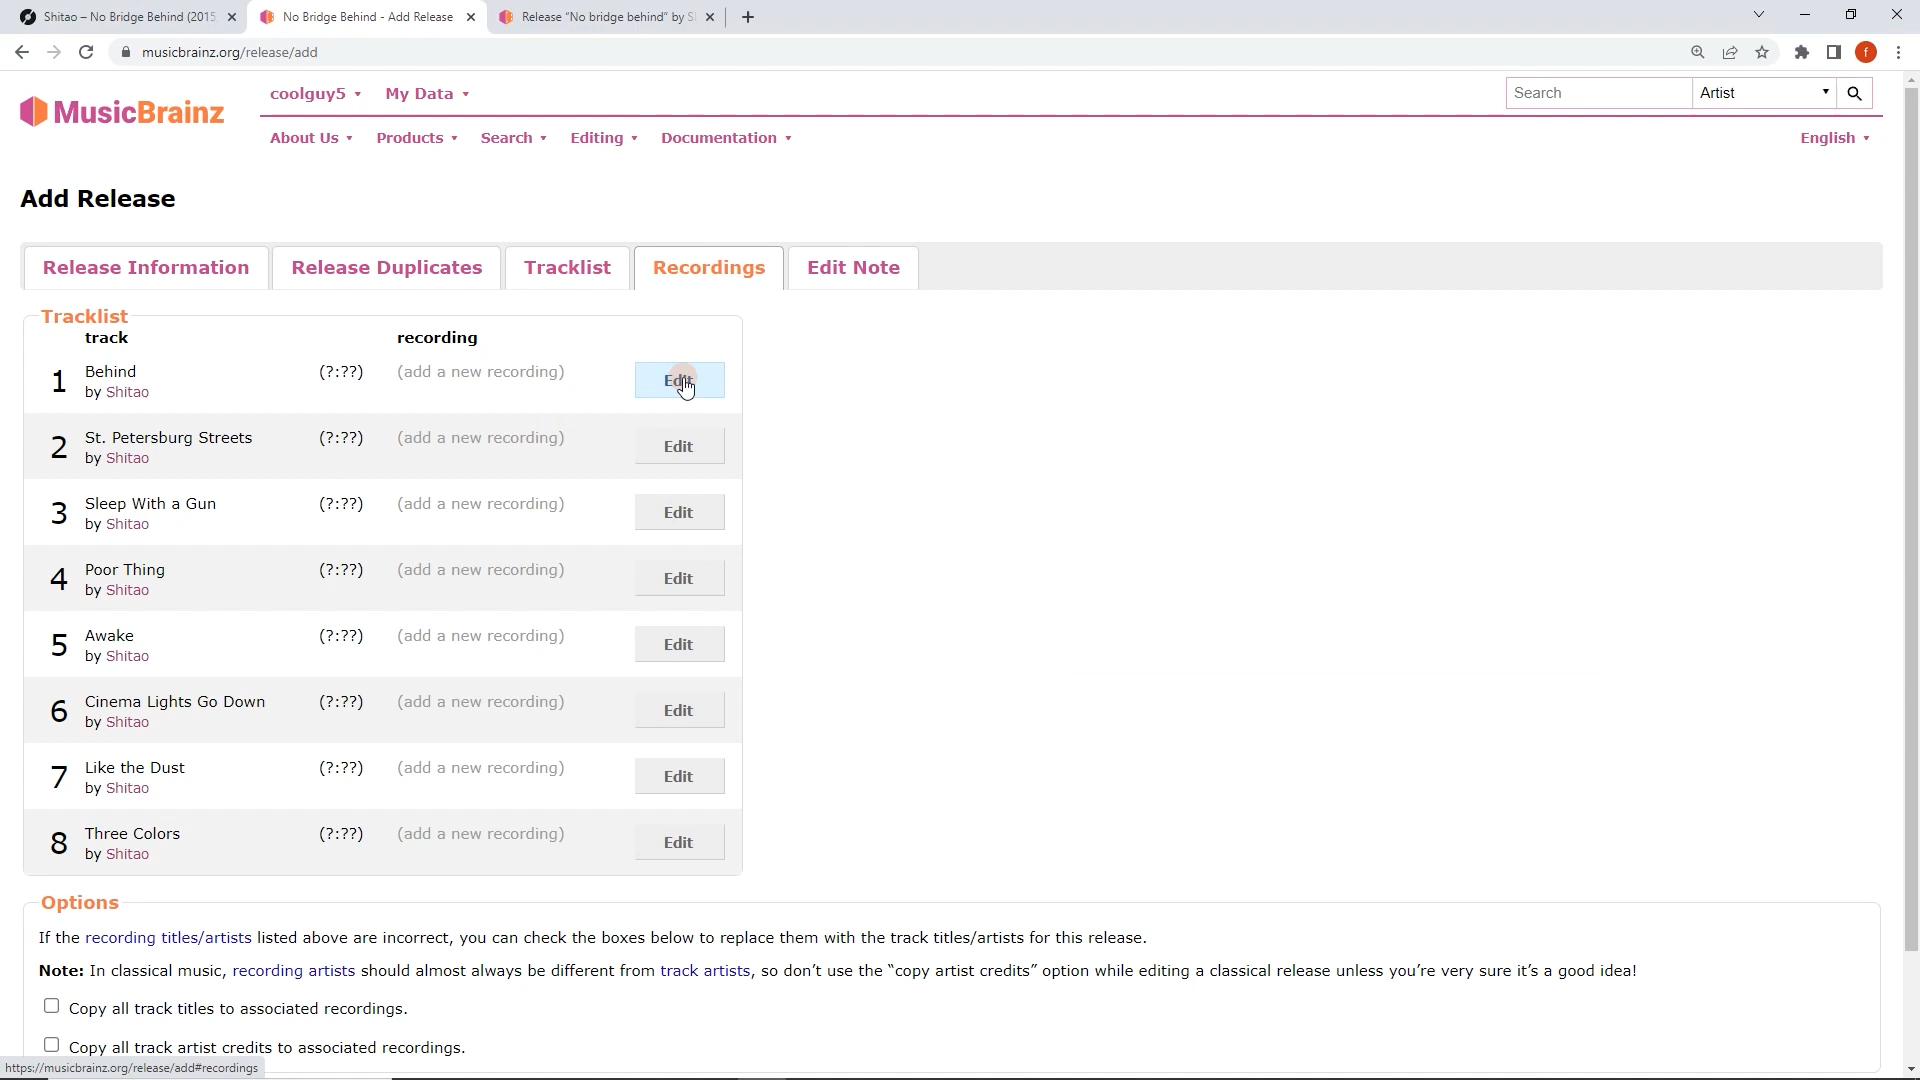 Shitao – No Bridge Behind (2015
No Bridge Behind - Add Release
Release "No bridge behind" by S
musicbrainz.org/release/add
f
MusicBrainz
coolguy5
My Data
Search
Artist
About Us
Products
Search
Editing
Documentation
English
Add Release
Release Information
Release Duplicates
Tracklist
Recordings
Edit Note
Tracklist
track
recording
1 Behind (?:??) (add a new recording) Edit
by Shitao
2 St. Petersburg Streets (?:??) (add a new recording) Edit
by Shitao
3 Sleep With a Gun (?:??) (add a new recording) Edit
by Shitao
4 Poor Thing (?:??) (add a new recording) Edit
by Shitao
5 Awake (?:??) (add a new recording) Edit
by Shitao
6 Cinema Lights Go Down (?:??) (add a new recording) Edit
by Shitao
7 Like the Dust (?:??) (add a new recording) Edit
by Shitao
8 Three Colors (?:??) (add a new recording) Edit
by Shitao
Options
If the recording titles/artists listed above are incorrect, you can check the boxes below to replace them with the track titles/artists for this release.
Note: In classical music, recording artists should almost always be different from track artists, so don't use the “copy artist credits” option while editing a classical release unless you're very sure it's a good idea!
Copy all track titles to associated recordings.
Copy all track artist credits to associated recordings.
https://musicbrainz.org/release/add#recordings